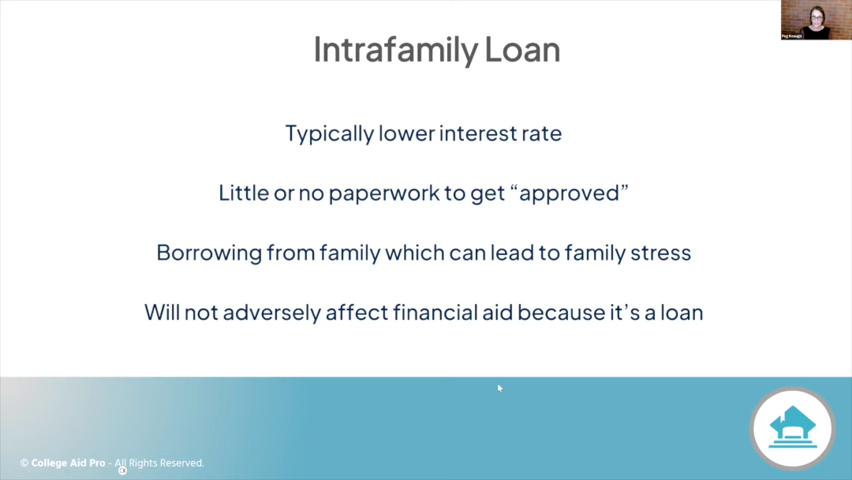 Intrafamily Loan
Typically lower interest rate
Little or no paperwork to get “approved”
Borrowing from family which can lead to family stress
Will not adversely affect financial aid because it’s a loan
© College Aid Pro - All Rights Reserved.